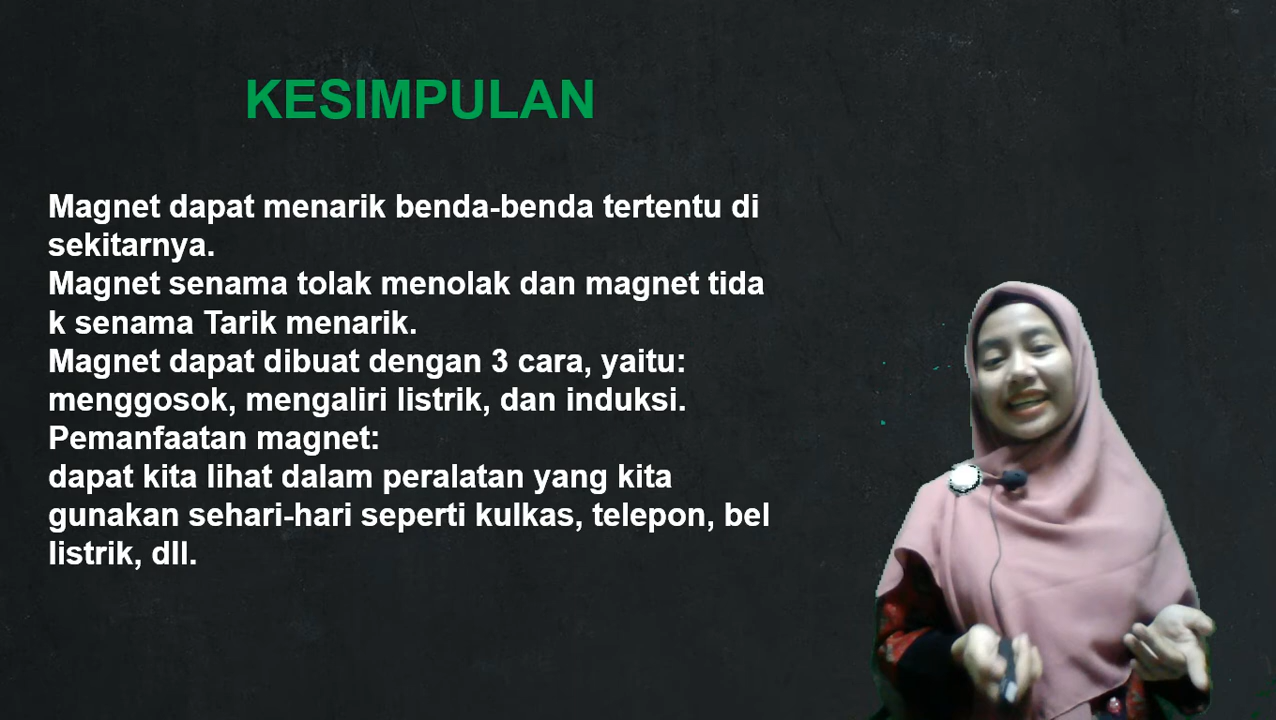 KESIMPULAN
Magnet dapat menarik benda-benda tertentu di
sekitarnya.
Magnet senama tolak menolak dan magnet tida
k senama Tarik menarik.
Magnet dapat dibuat dengan 3 cara, yaitu:
menggosok, mengaliri listrik, dan induksi.
Pemanfaatan magnet:
dapat kita lihat dalam peralatan yang kita
gunakan sehari-hari seperti kulkas, telepon, bel
listrik, dll.